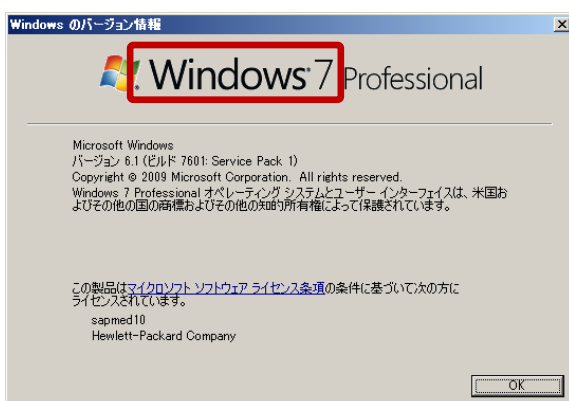 Windows のバージョン情報
Windows 7 Professional
Microsoft Windows
バージョン 6.1 (ビルド 7601: Service Pack 1)
Copyright © 2009 Microsoft Corporation. All rights reserved.
Windows 7 Professional オペレーティング システムとユーザー インターフェイスは、米国お
よびその他の国の商標およびその他の知的所有権によって保護されています。
この製品はマイクロソフト ソフトウェア ライセンス条項の条件に基づいて次の方に
ライセンスされています。
sapmed10
Hewlett-Packard Company
OK